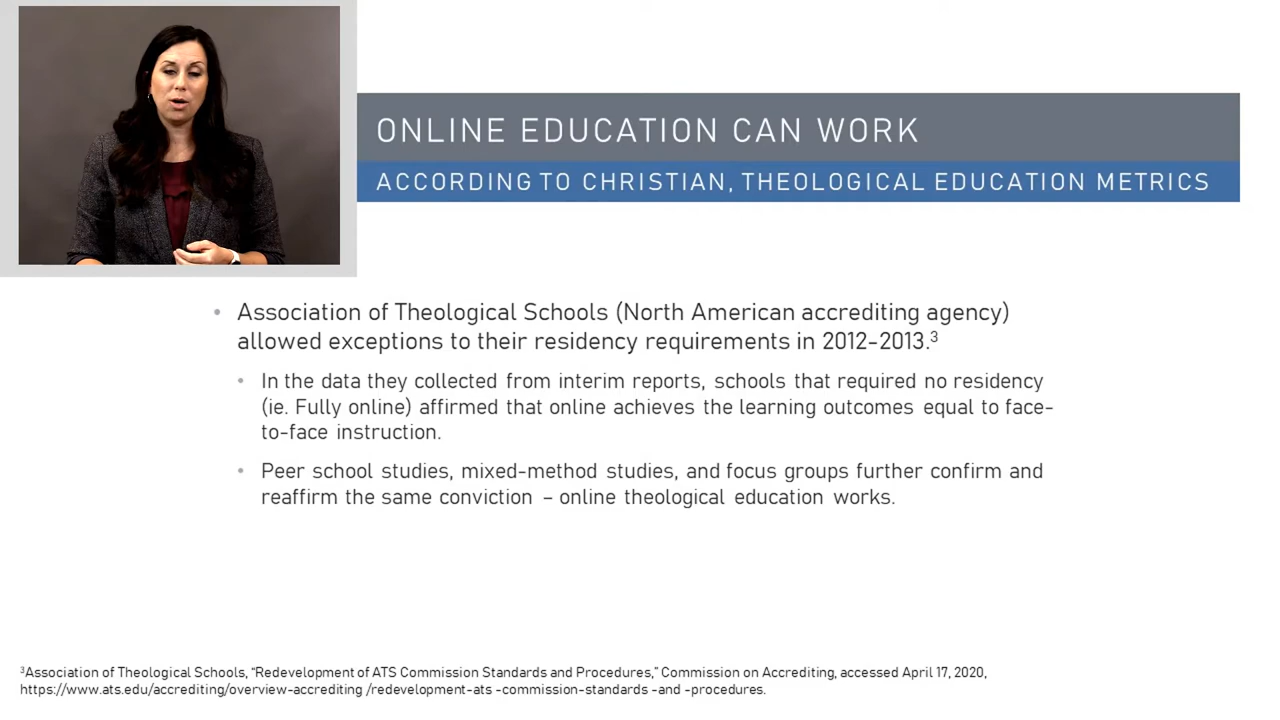 ONLINE EDUCATION CAN WORK
ACCORDING TO CHRISTIAN, THEOLOGICAL EDUCATION METRICS
• Association of Theological Schools (North American accrediting agency)
allowed exceptions to their residency requirements in 2012-2013.³
• In the data they collected from interim reports, schools that required no residency
(ie. Fully online) affirmed that online achieves the learning outcomes equal to face-
to-face instruction.
• Peer school studies, mixed-method studies, and focus groups further confirm and
reaffirm the same conviction – online theological education works.
³Association of Theological Schools, “Redevelopment of ATS Commission Standards and Procedures,” Commission on Accrediting, accessed April 17, 2020,
https://www.ats.edu/accrediting/overview-accrediting /redevelopment-ats -commission-standards -and -procedures.